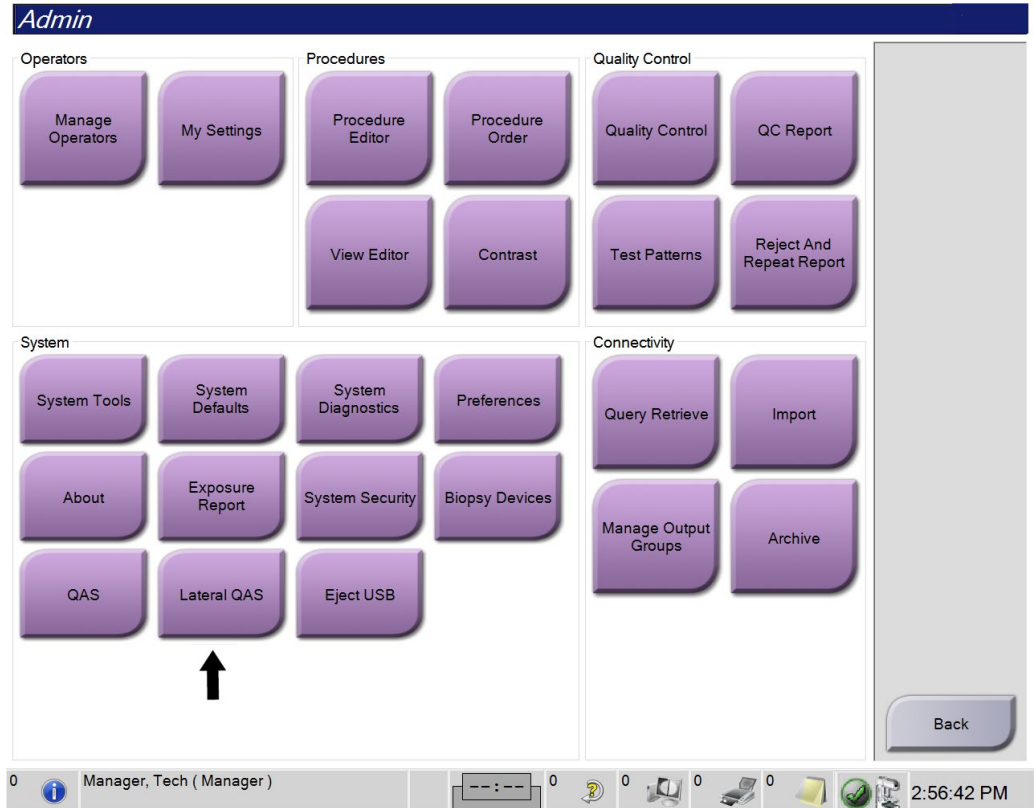 Admin
Operators
Manage
Operators
My Settings
Procedures
Procedure
Editor
Procedure
Order
View Editor
Contrast
Quality Control
Quality Control
QC Report
Test Patterns
Reject And
Repeat Report
System
System Tools
System
Defaults
System
Diagnostics
Preferences
About
Exposure
Report
System Security
Biopsy Devices
QAS
Lateral QAS
Eject USB
Connectivity
Query Retrieve
Import
Manage Output
Groups
Archive
Back
0
Manager, Tech ( Manager )
--:--
0
0
0
0
2:56:42 PM